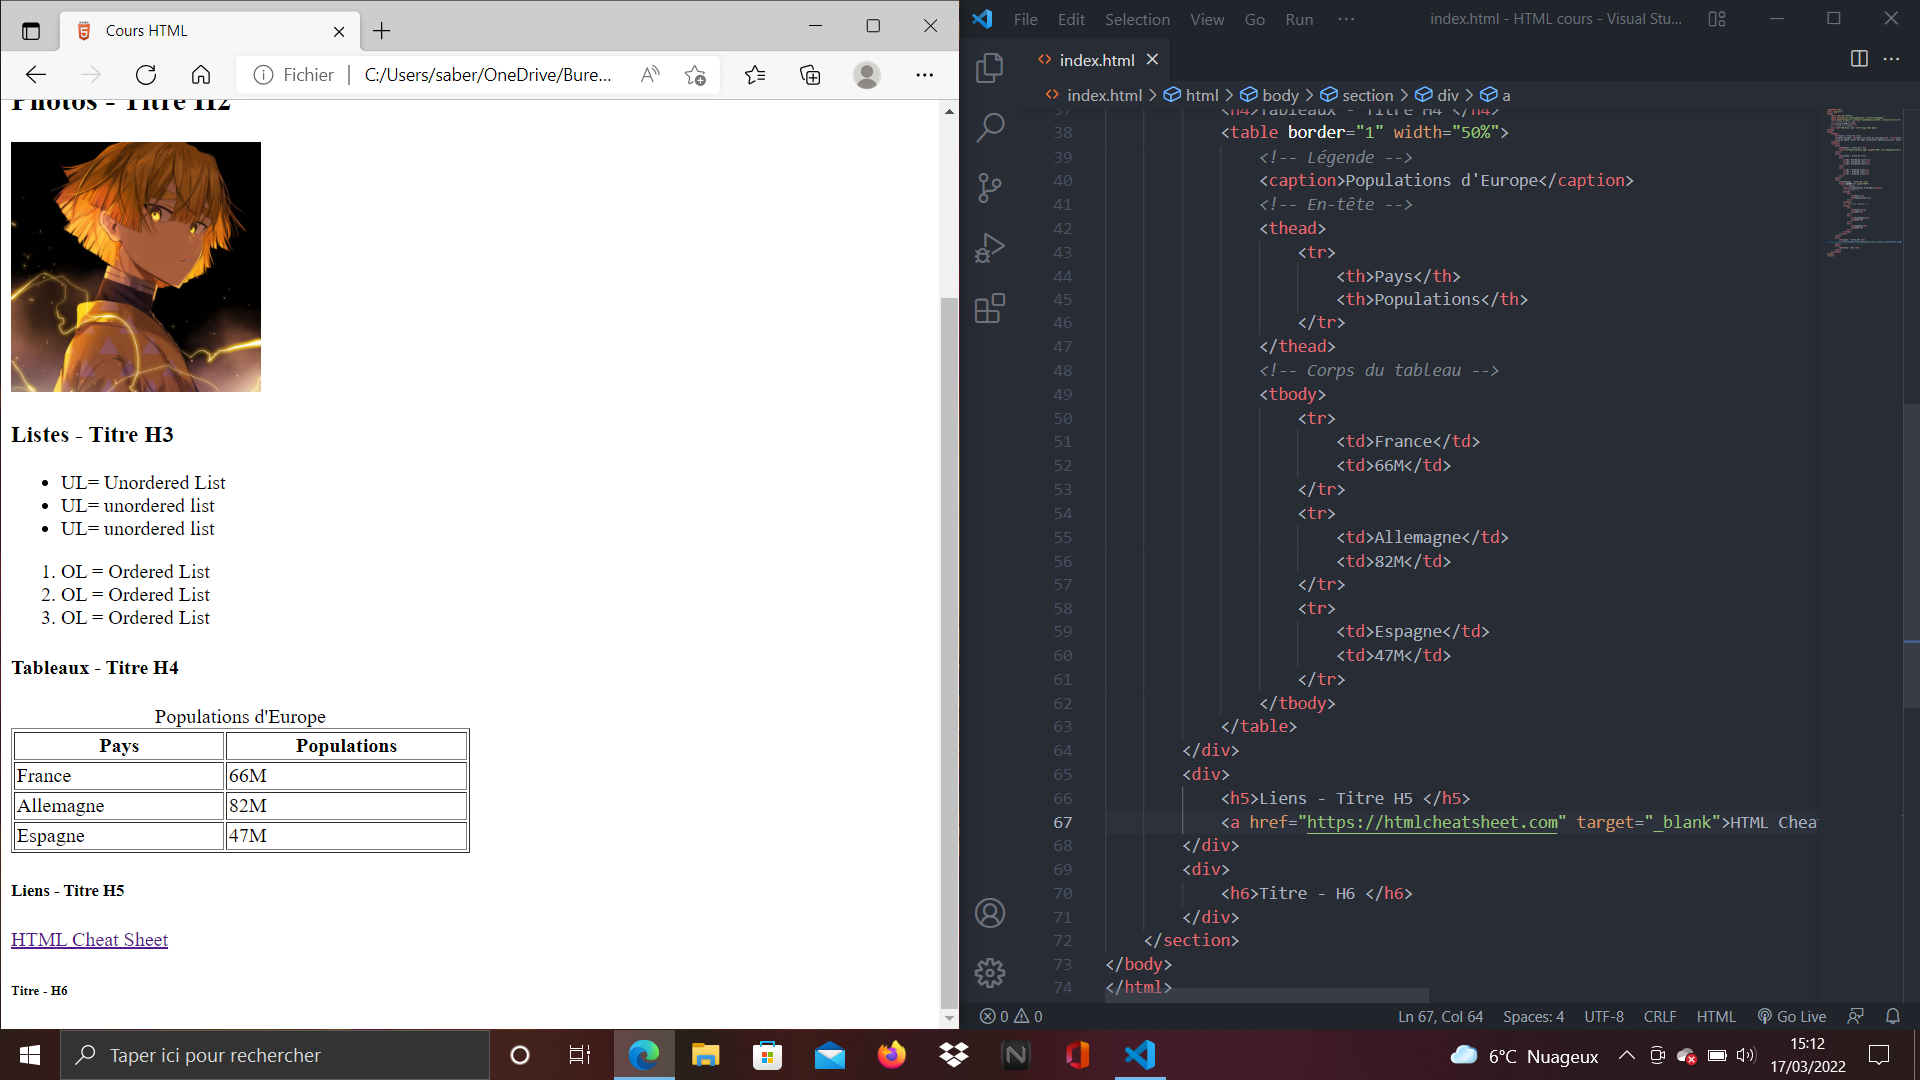 Cours HTML
Fichier
C:/Users/saber/OneDrive/Bure...
Photos - Titre H2
Listes - Titre H3
UL= Unordered List
UL= unordered list
UL= unordered list
1. OL = Ordered List
2. OL = Ordered List
3. OL = Ordered List
Tableaux - Titre H4
Populations d'Europe
Pays Populations
France 66M
Allemagne 82M
Espagne 47M
Liens - Titre H5
HTML Cheat Sheet
Titre - H6
File Edit Selection View Go Run ... index.html - HTML cours - Visual Stu...
index.html
index.html > html > body > section > div > a
37 <h4>Tableaux - Titre H4 </h4>
38 <table border="1" width="50%">
39 <!-- Légende -->
40 <caption>Populations d'Europe</caption>
41 <!-- En-tête -->
42 <thead>
43 <tr>
44 <th>Pays</th>
45 <th>Populations</th>
46 </tr>
47 </thead>
48 <!-- Corps du tableau -->
49 <tbody>
50 <tr>
51 <td>France</td>
52 <td>66M</td>
53 </tr>
54 <tr>
55 <td>Allemagne</td>
56 <td>82M</td>
57 </tr>
58 <tr>
59 <td>Espagne</td>
60 <td>47M</td>
61 </tr>
62 </tbody>
63 </table>
64 </div>
65 <div>
66 <h5>Liens - Titre H5 </h5>
67 <a href="https://htmlcheatsheet.com" target="_blank">HTML Chea
68 </div>
69 <div>
70 <h6>Titre - H6 </h6>
71 </div>
72 </section>
73 </body>
74 </html>
0 0 Ln 67, Col 64 Spaces: 4 UTF-8 CRLF HTML Go Live
Taper ici pour rechercher
6°C Nuageux
15:12
17/03/2022